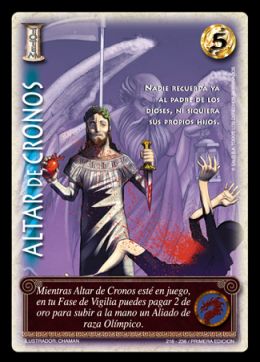 5
NADIE RECUERDA YA
AL PADRE DE LOS
DIOSES, NI SIQUIERA
SUS PROPIOS HIJOS.
ALTAR DE CRONOS
Mientras Altar de Cronos esté en juego,
en tu Fase de Vigilia puedes pagar 2 de
oro para subir a la mano un Aliado de
raza Olímpico.
ILUSTRADOR: CHAMAN
218 - 236 / PRIMERA EDICION